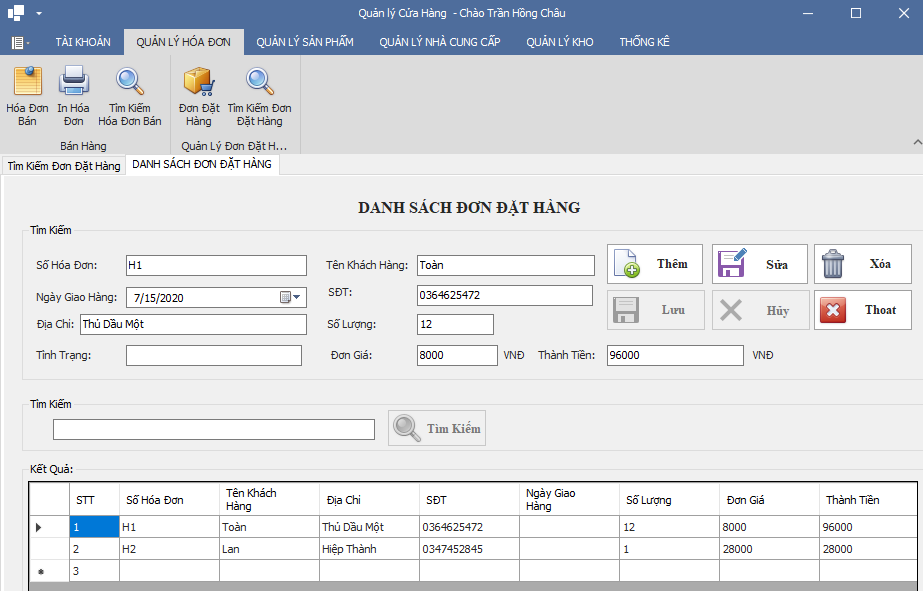 Quản lý Cửa Hàng - Chào Trần Hồng Châu
TÀI KHOẢN QUẢN LÝ HÓA ĐƠN QUẢN LÝ SẢN PHẨM QUẢN LÝ NHÀ CUNG CẤP QUẢN LÝ KHO THỐNG KÊ
Hóa Đơn Bán
In Hóa Đơn
Tìm Kiếm Hóa Đơn Bán
Đơn Đặt Hàng
Tìm Kiếm Đơn Đặt Hàng
Bán Hàng Quản Lý Đơn Đặt H...
Tìm Kiếm Đơn Đặt Hàng DANH SÁCH ĐƠN ĐẶT HÀNG
DANH SÁCH ĐƠN ĐẶT HÀNG
Tìm Kiếm
Số Hóa Đơn: H1 Tên Khách Hàng: Toàn Thêm Sửa Xóa
Ngày Giao Hàng: 7/15/2020 SĐT: 0364625472 Lưu Hủy Thoat
Địa Chỉ: Thủ Dầu Một Số Lượng: 12
Tình Trạng: Đơn Giá: 8000 VNĐ Thành Tiền: 96000 VNĐ
Tìm Kiếm
Tìm Kiếm
Kết Quả:
STT Số Hóa Đơn Tên Khách Hàng Địa Chỉ SĐT Ngày Giao Hàng Số Lượng Đơn Giá Thành Tiền
1 H1 Toàn Thủ Dầu Một 0364625472 12 8000 96000
2 H2 Lan Hiệp Thành 0347452845 1 28000 28000
3